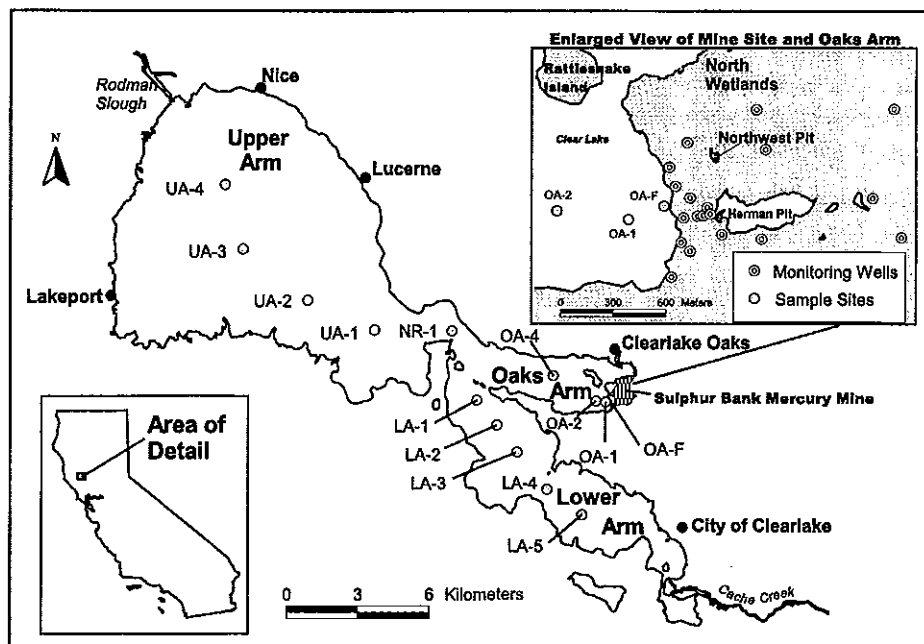 Enlarged View of Mine Site and Oaks Arm
Rattlesnake
Island
North
Wetlands
Northwest Pit
Clear Lake
OA-2
OA-F
OA-1
Herman Pit
Monitoring Wells
Sample Sites
0 300 600 Meters
Rodman
Slough
Nice
N
Upper
Arm
Lucerne
UA-4
UA-3
Lakeport
UA-2
UA-1
NR-1
OA-4
Clearlake Oaks
Oaks
Arm
Sulphur Bank Mercury Mine
LA-1
OA-2
OA-1
OA-F
LA-2
LA-3
LA-4
Lower
Arm
LA-5
City of Clearlake
Cache Creek
Area of
Detail
0 3 6 Kilometers